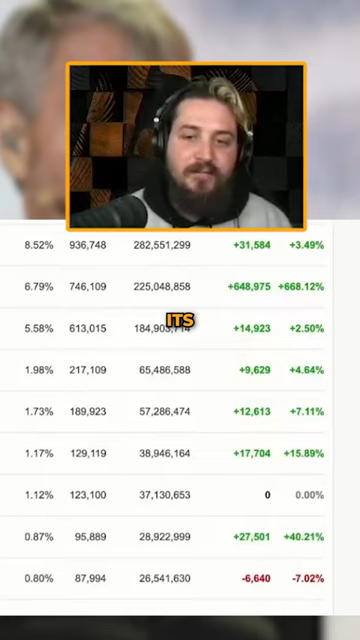 8.52% 936,748 282,551,299 +31,584 +3.49%
6.79% 746,109 225,048,858 +648,975 +668.12%
ITS
5.58% 613,015 +14,923 +2.50%
1.98% 217,109 65,486,588 +9,629 +4.64%
1.73% 189,923 57,286,474 +12,613 +7.11%
1.17% 129,119 38,946,164 +17,704 +15.89%
1.12% 123,100 37,130,653 0 0.00%
0.87% 95,889 28,922,999 +27,501 +40.21%
0.80% 87,994 26,541,630 -6,640 -7.02%